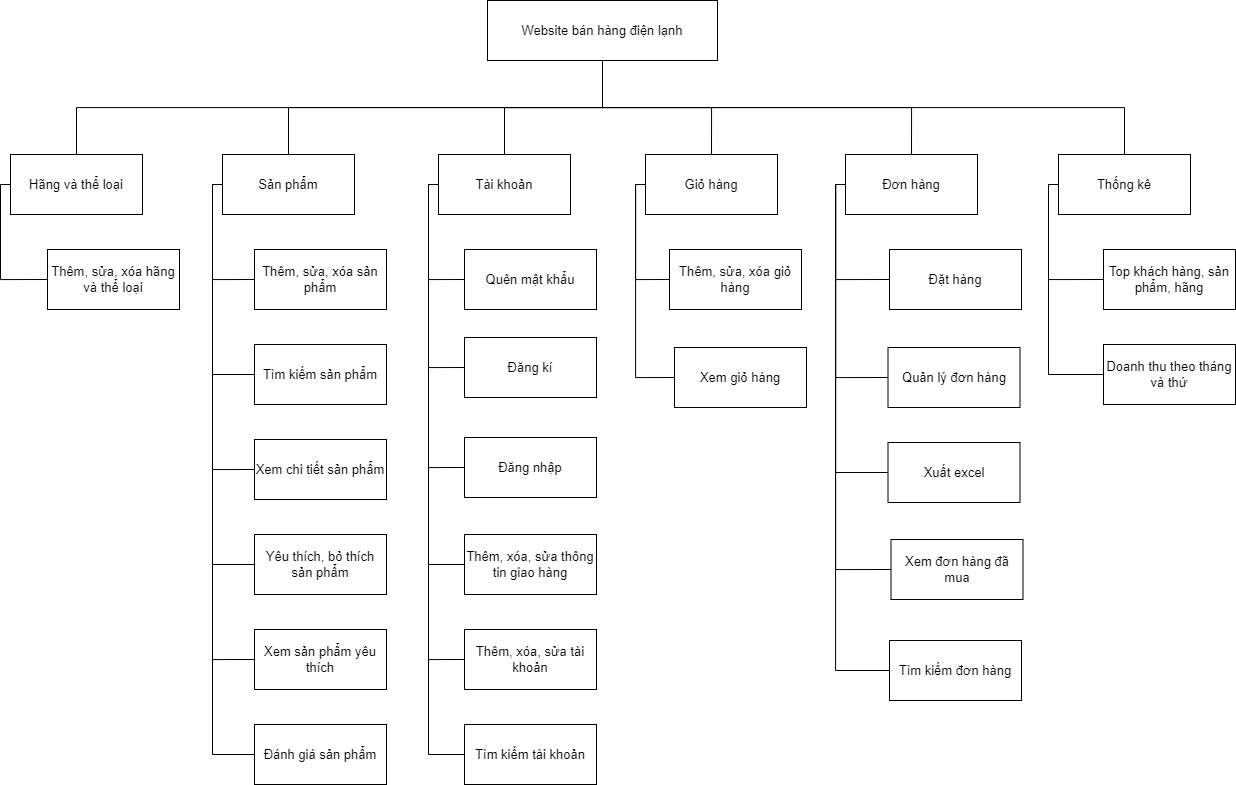 Website bán hàng điện lạnh
Hãng và thể loại
Thêm, sửa, xóa hãng
và thể loại
Sản phẩm
Thêm, sửa, xóa sản
phẩm
Tìm kiếm sản phẩm
Xem chi tiết sản phẩm
Yêu thích, bỏ thích
sản phẩm
Xem sản phẩm yêu
thích
Đánh giá sản phẩm
Tài khoản
Quên mật khẩu
Đăng kí
Đăng nhập
Thêm, xóa, sửa thông
tin giao hàng
Thêm, xóa, sửa tài
khoản
Tìm kiếm tài khoản
Giỏ hàng
Thêm, sửa, xóa giỏ
hàng
Xem giỏ hàng
Đơn hàng
Đặt hàng
Quản lý đơn hàng
Xuất excel
Xem đơn hàng đã
mua
Tìm kiếm đơn hàng
Thống kê
Top khách hàng, sản
phẩm, hãng
Doanh thu theo tháng
và thứ